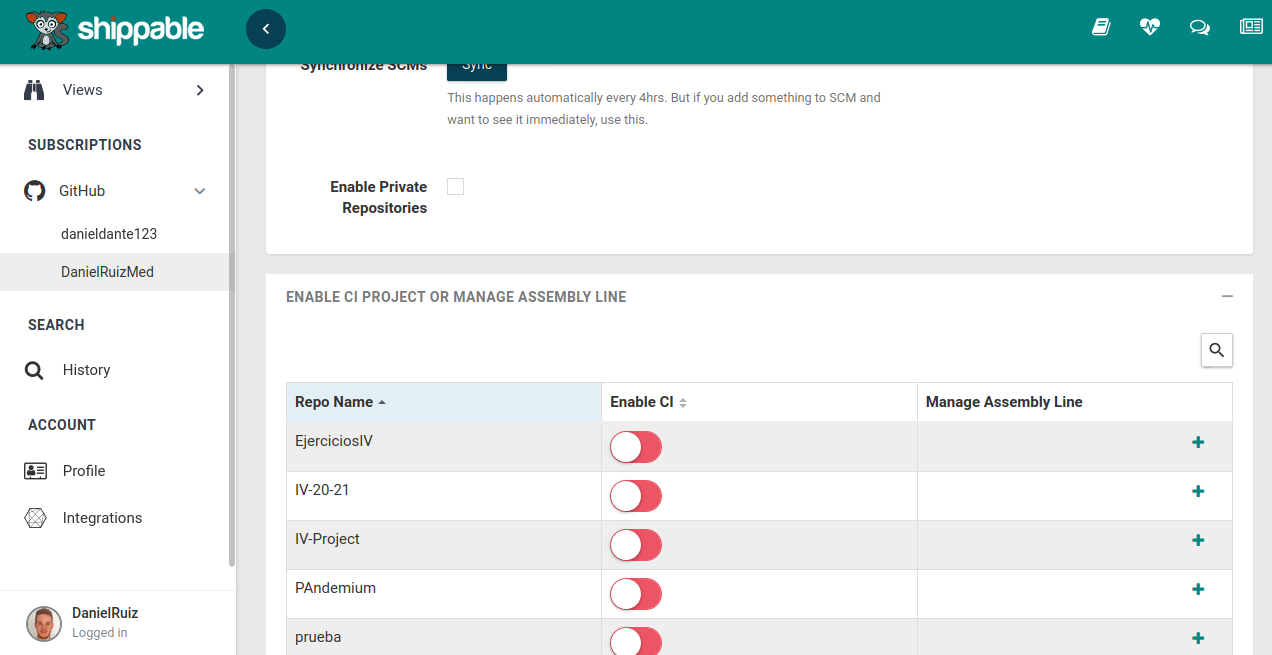 shippable
Views
SUBSCRIPTIONS
GitHub
danieldante123
DanielRuizMed
SEARCH
History
ACCOUNT
Profile
Integrations
DanielRuiz
Logged in
Synchronize SCMs
Sync
This happens automatically every 4hrs. But if you add something to SCM and
want to see it immediately, use this.
Enable Private
Repositories
ENABLE CI PROJECT OR MANAGE ASSEMBLY LINE
Repo Name Enable CI Manage Assembly Line
EjerciciosIV
IV-20-21
IV-Project
PAndemium
prueba